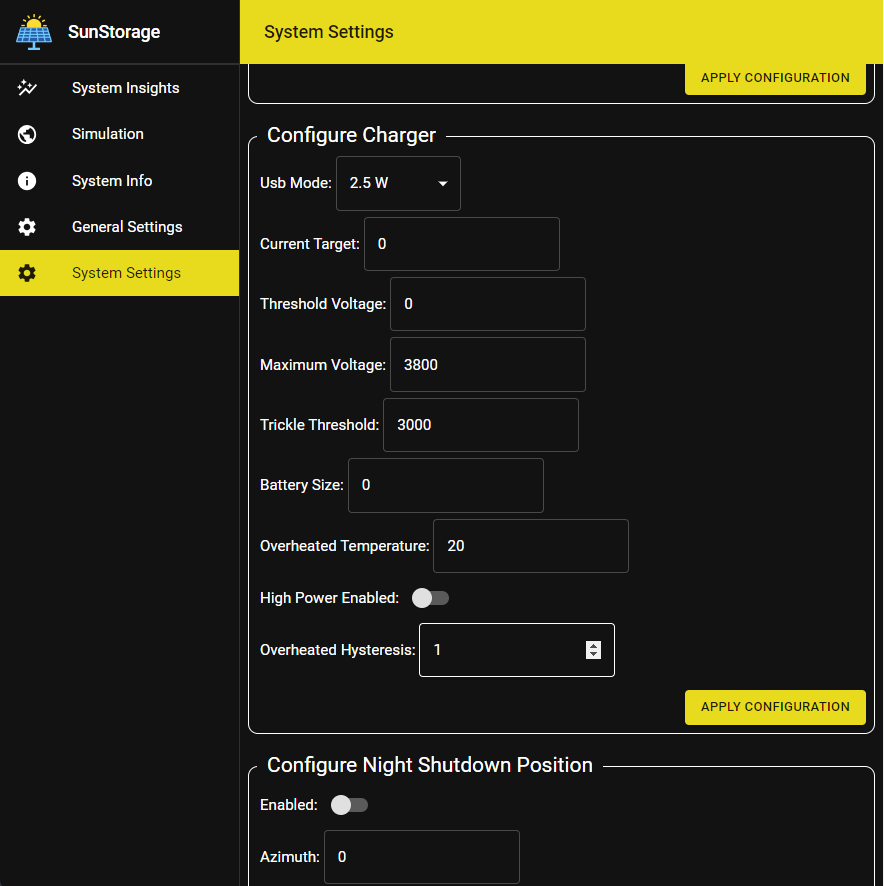 SunStorage
System Settings
System Insights
Simulation
System Info
General Settings
System Settings
APPLY CONFIGURATION
Configure Charger
Usb Mode: 2.5 W
Current Target: 0
Threshold Voltage: 0
Maximum Voltage: 3800
Trickle Threshold: 3000
Battery Size: 0
Overheated Temperature: 20
High Power Enabled:
Overheated Hysteresis: 1
APPLY CONFIGURATION
Configure Night Shutdown Position
Enabled:
Azimuth: 0